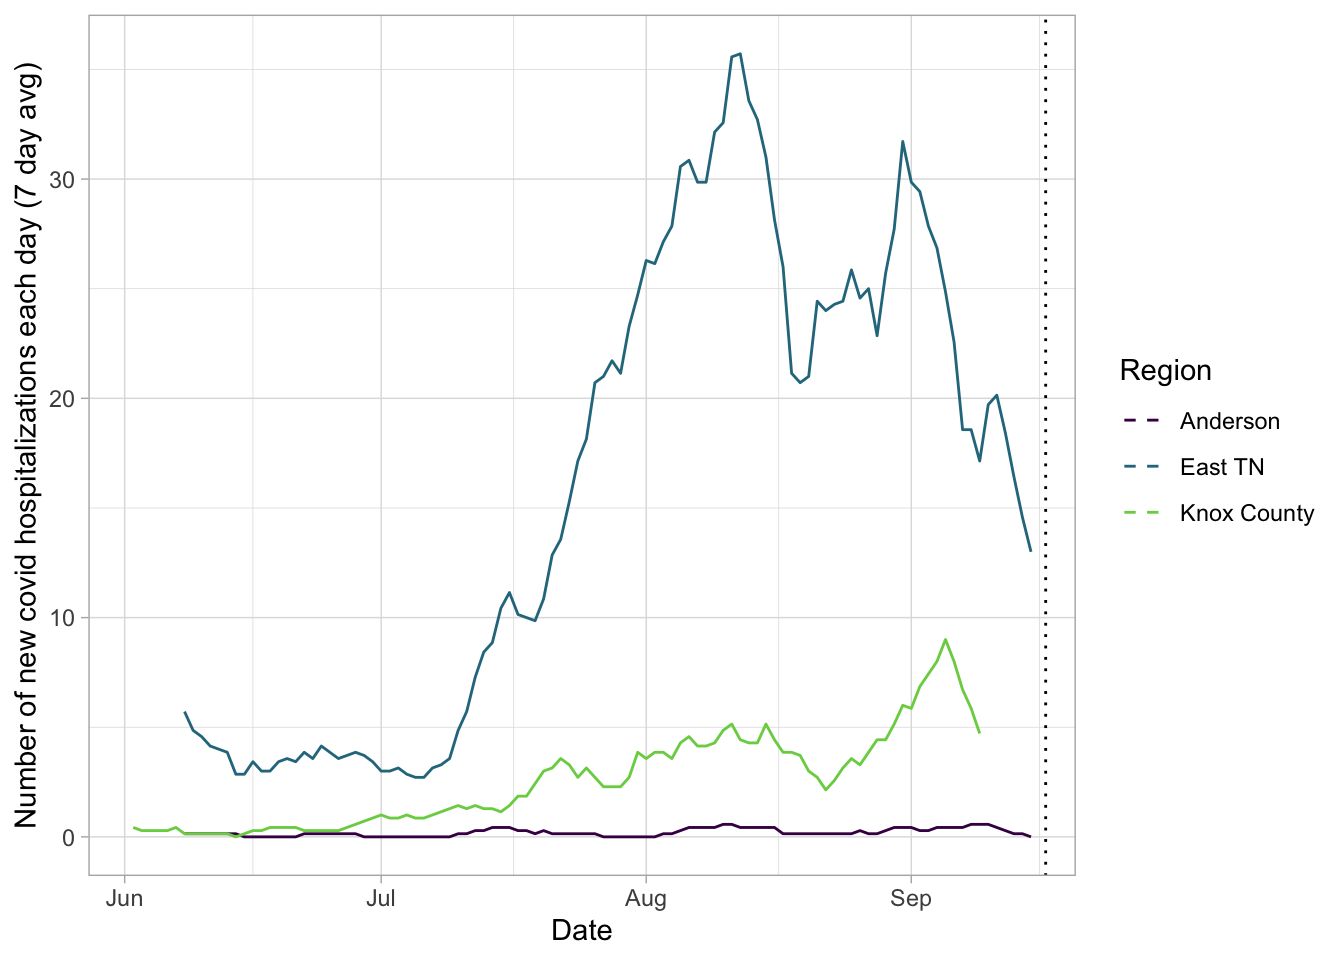 Number of new covid hospitalizations each day (7 day avg)
30
20
10
0
Jun
Jul
Aug
Sep
Date
Region
Anderson
East TN
Knox County